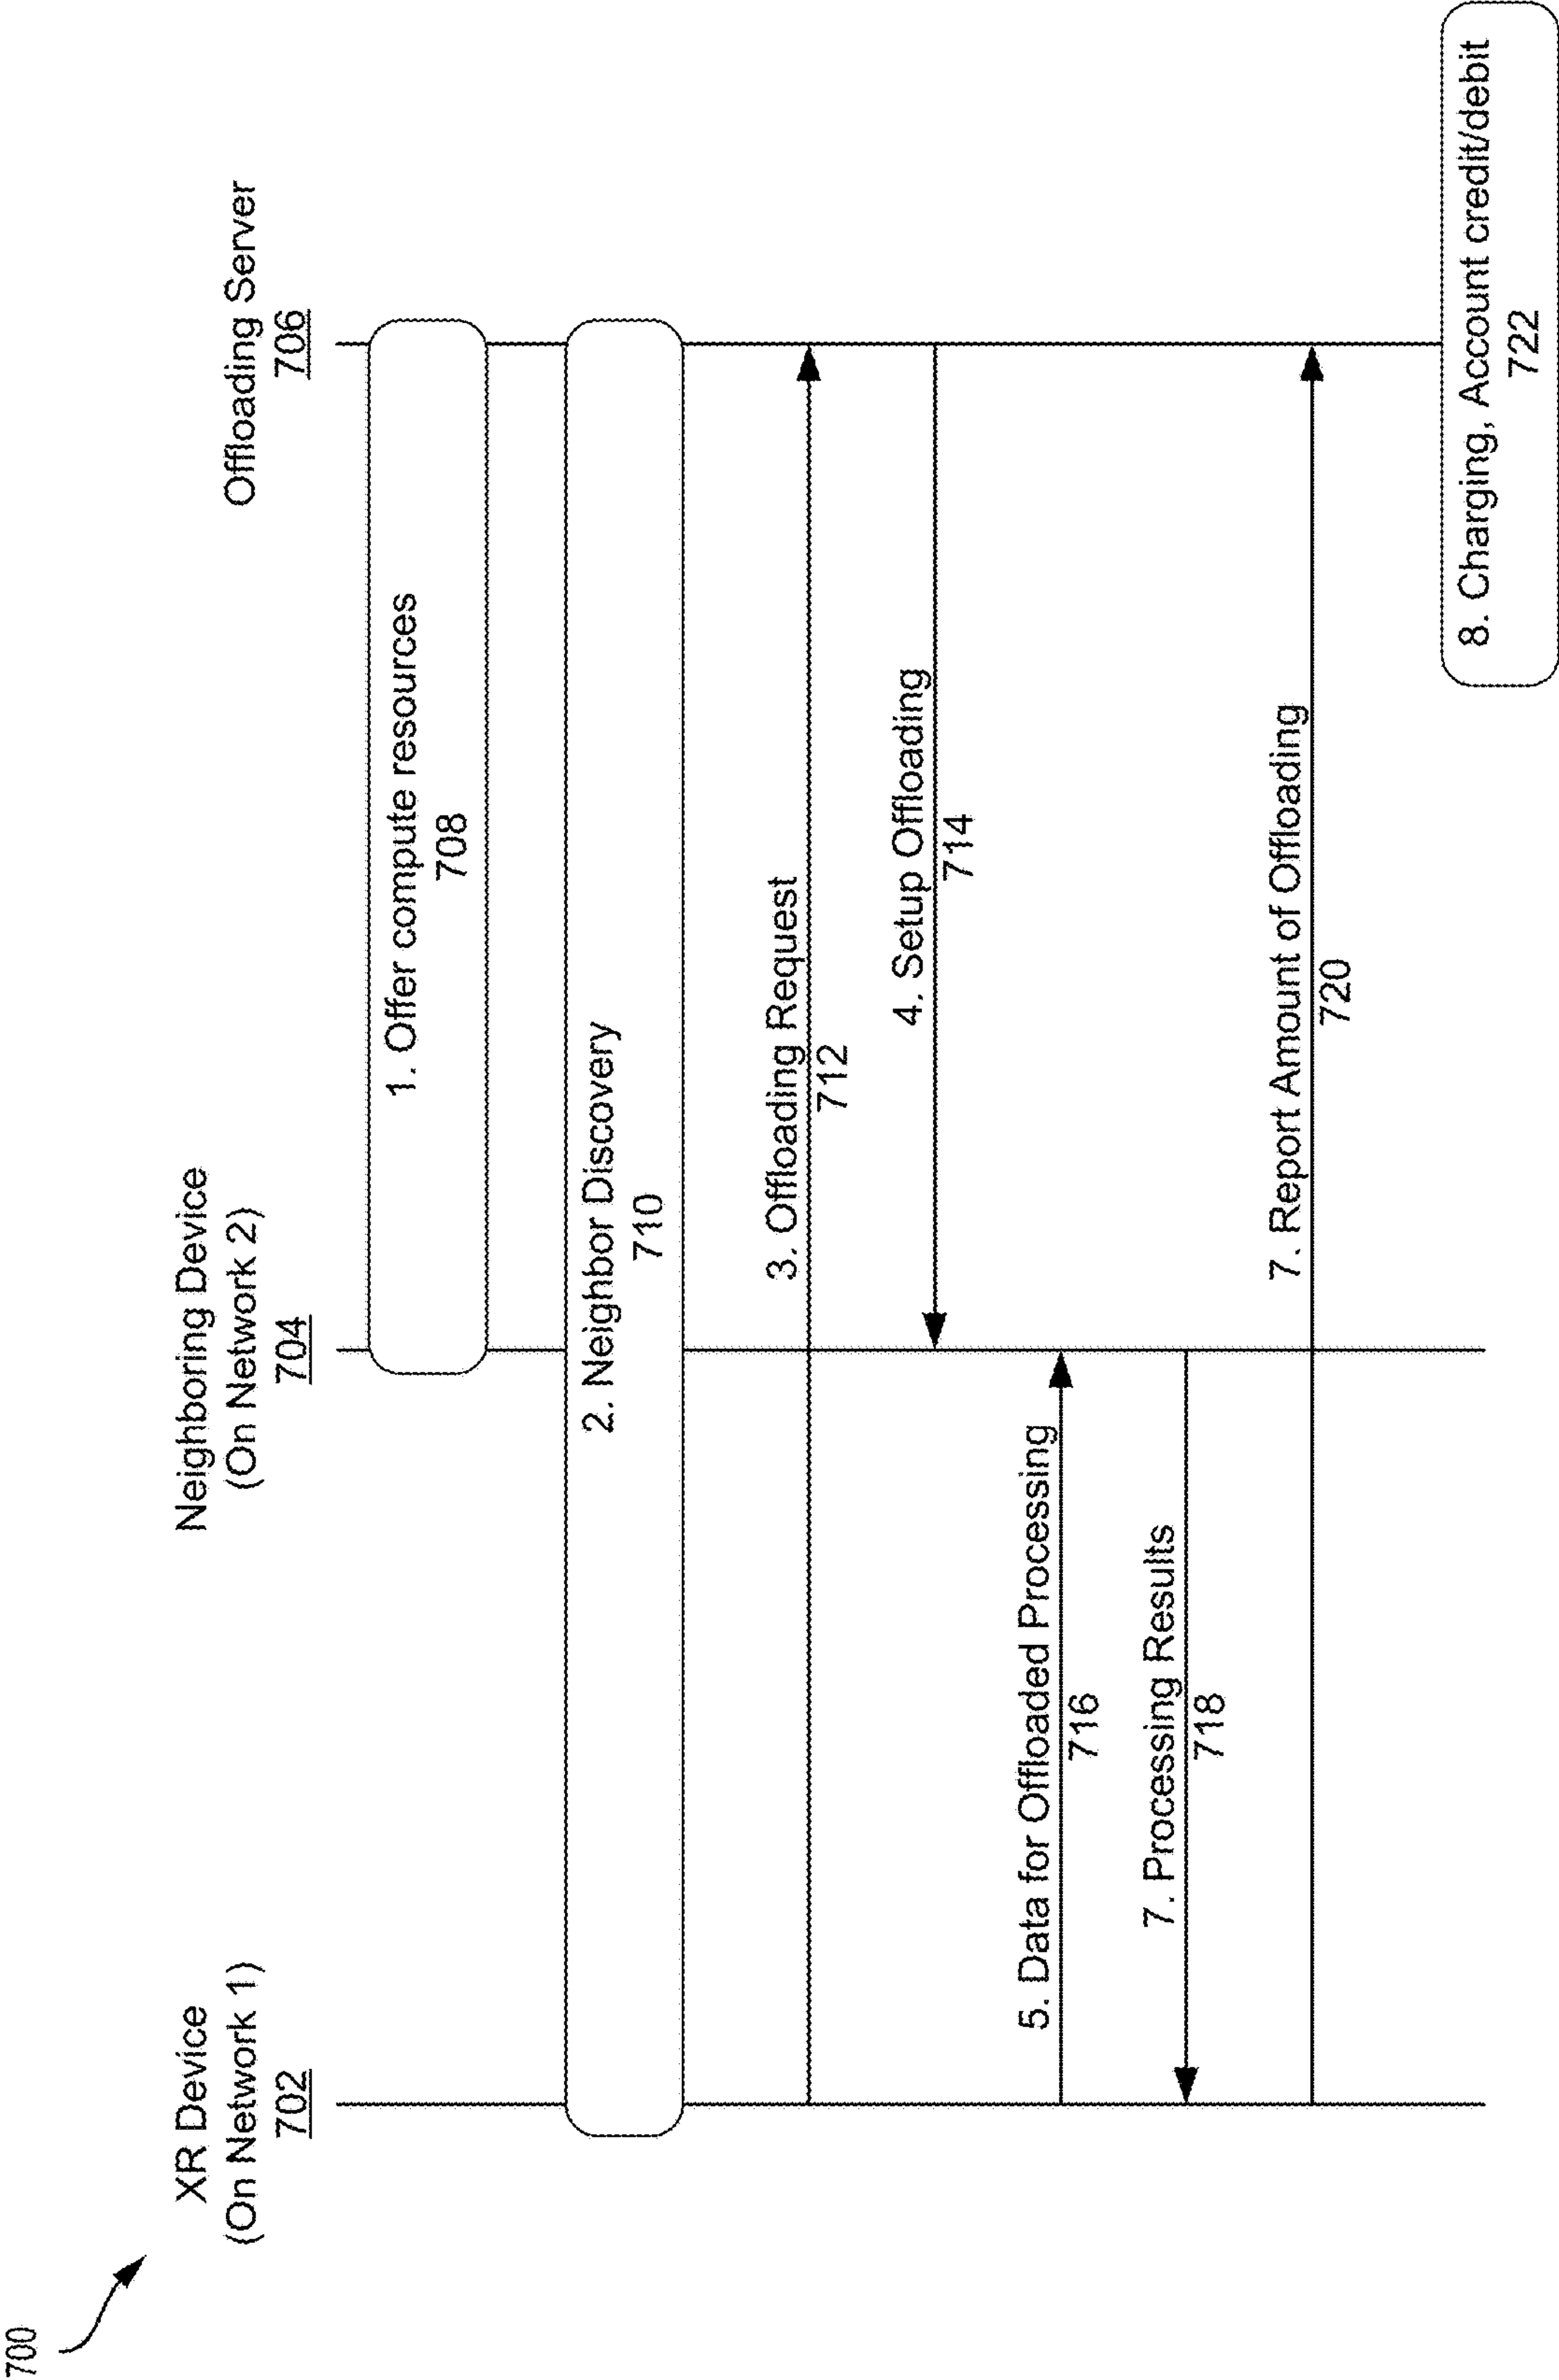 700
XR Device
(On Network 1)
702
Neighboring Device
(On Network 2)
704
Offloading Server
706
1. Offer compute resources
708
2. Neighbor Discovery
710
3. Offloading Request
712
4. Setup Offloading
714
5. Data for Offloaded Processing
716
7. Processing Results
718
7. Report Amount of Offloading
720
8. Charging, Account credit/debit
722